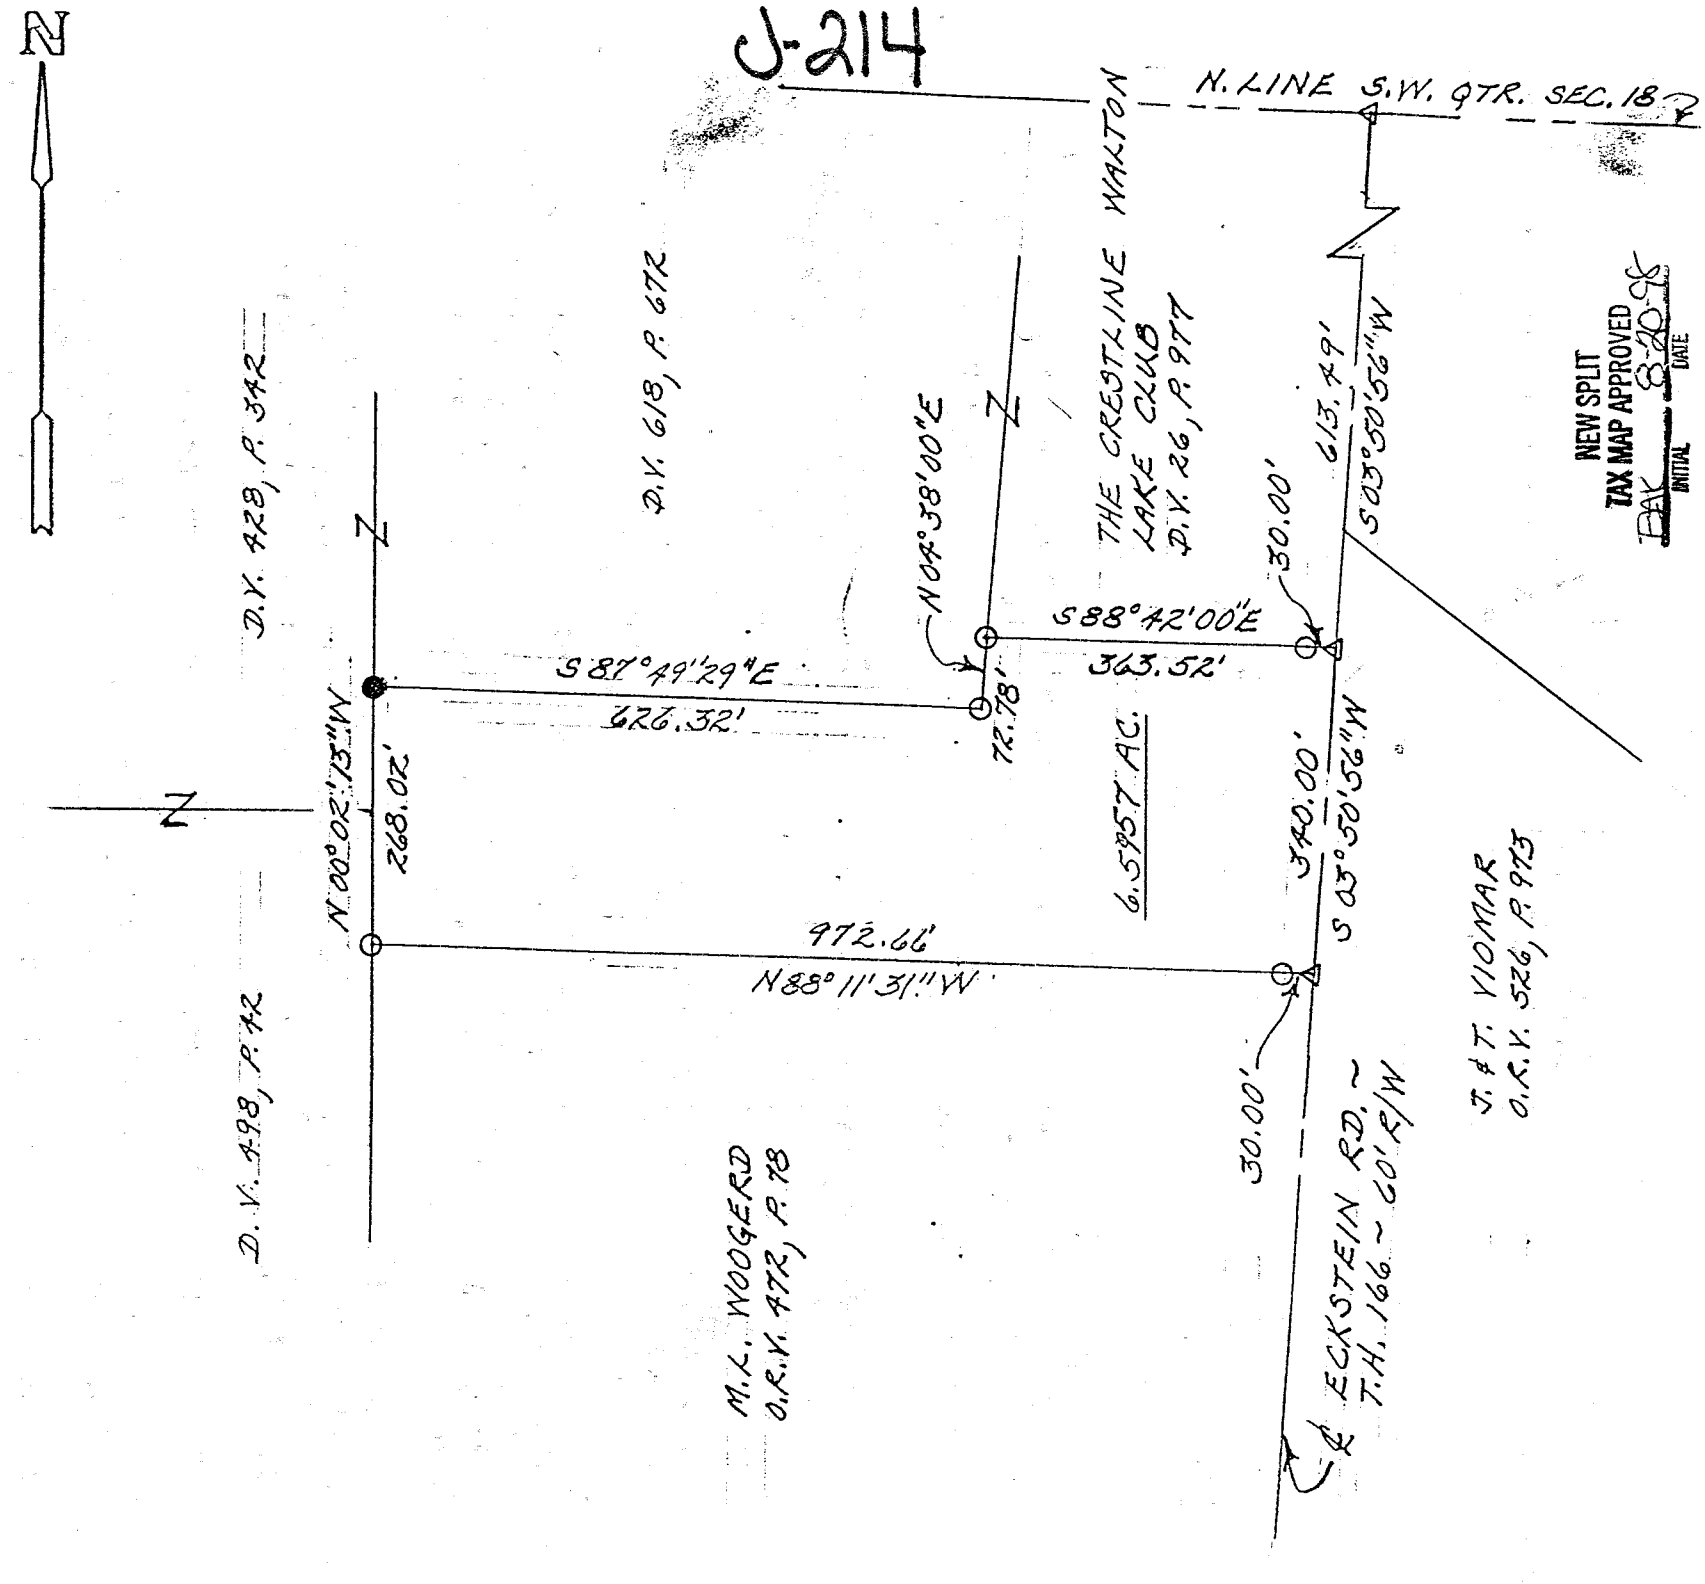 N
J-214
N. LINE S.W. QTR. SEC. 18
D.V. 428, P. 342
D.V. 618, P. 672
THE CRESTLINE WALTON
LAKE CLUB
D.V. 26, P. 977
613.49'
S 03°50'56" W
NEW SPLIT
TAX MAP APPROVED
8-20-98
INITIAL DATE
N 04°38'00" E
30.00'
S 88°42'00" E
363.52'
S 87°49'29" E
626.32'
72.78'
N 00°02'13" W
268.02'
6.5957 AC.
340.00'
S 03°50'56" W
972.66'
N 88°11'31" W
30.00'
D.V. 498, P. 42
M.L. WOOGERD
O.R.V. 472, P. 78
J. & T. VIOMAR
O.R.V. 526, P. 973
℄ ECKSTEIN RD. ~
T.H. 166 ~ 60' R/W